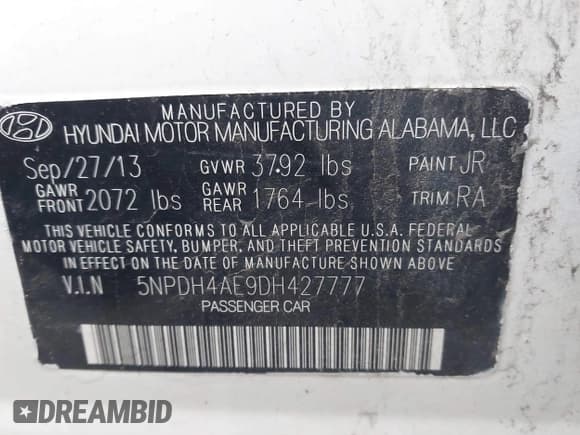 MANUFACTURED BY
HYUNDAI MOTOR MANUFACTURING ALABAMA, LLC
Sep/27/13 GVWR 3792 lbs PAINT JR
GAWR FRONT 2072 lbs GAWR REAR 1764 lbs TRIM RA
THIS VEHICLE CONFORMS TO ALL APPLICABLE U.S.A. FEDERAL
MOTOR VEHICLE SAFETY, BUMPER, AND THEFT PREVENTION STANDARDS
IN EFFECT ON THE DATE OF MANUFACTURE SHOWN ABOVE
V.I.N 5NPDH4AE9DH427777
PASSENGER CAR
DREAMBID